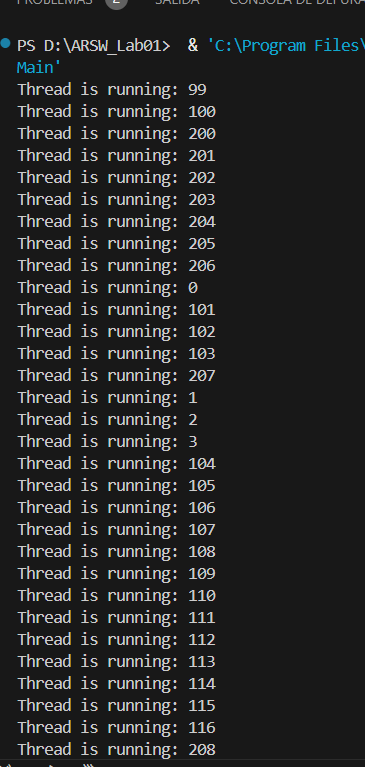 PROBLEMAS 2 SALIDA CONSOLA DE DEPURA
PS D:\ARSW_Lab01> & 'C:\Program Files\
Main'
Thread is running: 99
Thread is running: 100
Thread is running: 200
Thread is running: 201
Thread is running: 202
Thread is running: 203
Thread is running: 204
Thread is running: 205
Thread is running: 206
Thread is running: 0
Thread is running: 101
Thread is running: 102
Thread is running: 103
Thread is running: 207
Thread is running: 1
Thread is running: 2
Thread is running: 3
Thread is running: 104
Thread is running: 105
Thread is running: 106
Thread is running: 107
Thread is running: 108
Thread is running: 109
Thread is running: 110
Thread is running: 111
Thread is running: 112
Thread is running: 113
Thread is running: 114
Thread is running: 115
Thread is running: 116
Thread is running: 208